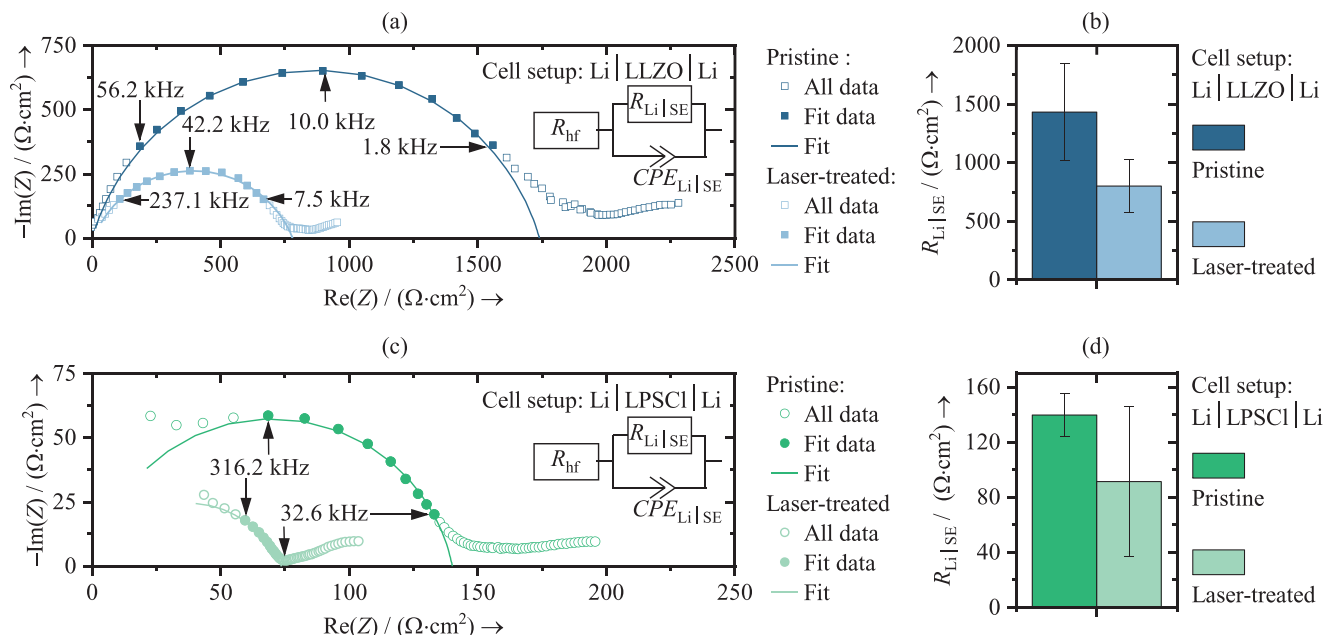 (a)
750
500
250
0
−Im(Z) / (Ω·cm²) →
0
500
1000
1500
2000
2500
Re(Z) / (Ω·cm²) →
56.2 kHz
42.2 kHz
10.0 kHz
1.8 kHz
237.1 kHz
7.5 kHz
Cell setup: Li | LLZO | Li
R_hf
R_Li|SE
CPE_Li|SE
Pristine :
All data
Fit data
Fit
Laser-treated:
All data
Fit data
Fit
(b)
2000
1500
1000
500
0
R_Li|SE / (Ω·cm²) →
Cell setup:
Li | LLZO | Li
Pristine
Laser-treated
(c)
75
50
25
0
−Im(Z) / (Ω·cm²) →
0
50
100
150
200
250
Re(Z) / (Ω·cm²) →
316.2 kHz
32.6 kHz
Cell setup: Li | LPSCl | Li
R_hf
R_Li|SE
CPE_Li|SE
Pristine:
All data
Fit data
Fit
Laser-treated
All data
Fit data
Fit
(d)
160
120
80
40
0
R_Li|SE / (Ω·cm²) →
Cell setup:
Li | LPSCl | Li
Pristine
Laser-treated